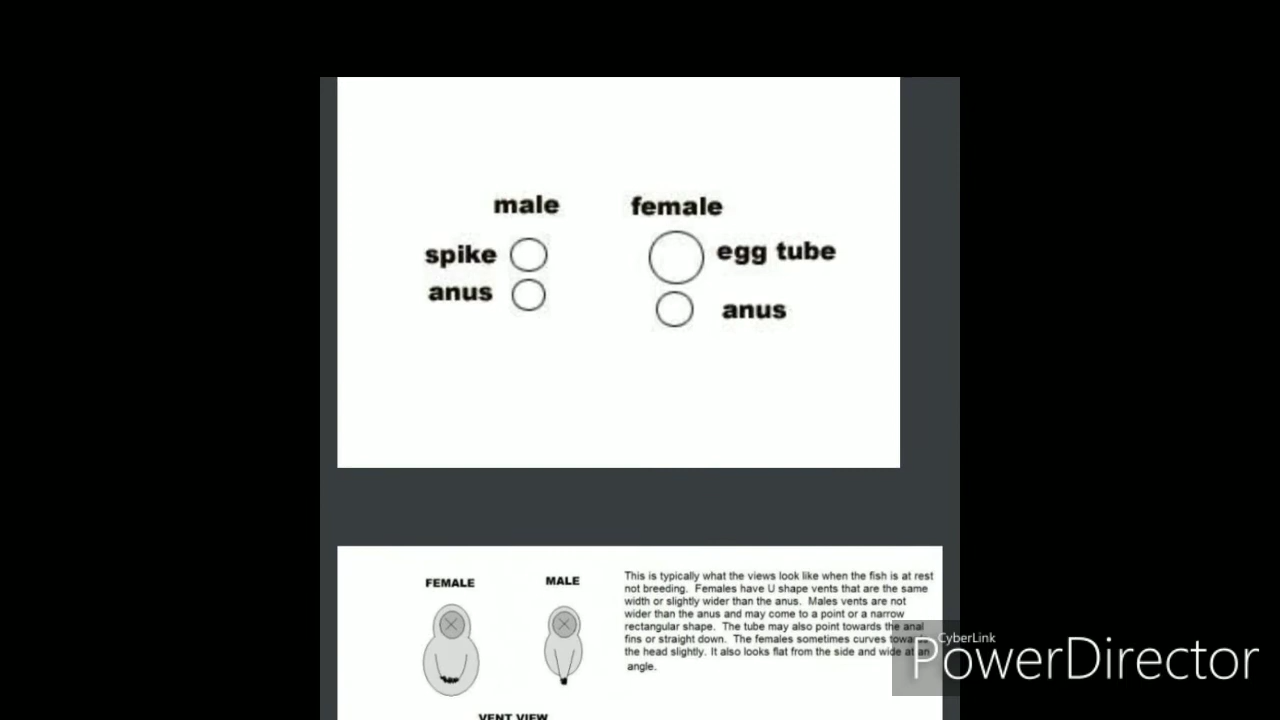 male female
spike egg tube
anus
anus
FEMALE MALE
This is typically what the views look like when the fish is at rest
not breeding. Females have U shape vents that are the same
width or slightly wider than the anus. Males vents are not
wider than the anus and may come to a point or a narrow
rectangular shape. The tube may also point towards the anal
fins or straight down. The females sometimes curves towards
the head slightly. It also looks flat from the side and wide at an
angle.
VENT VIEW
CyberLink
PowerDirector